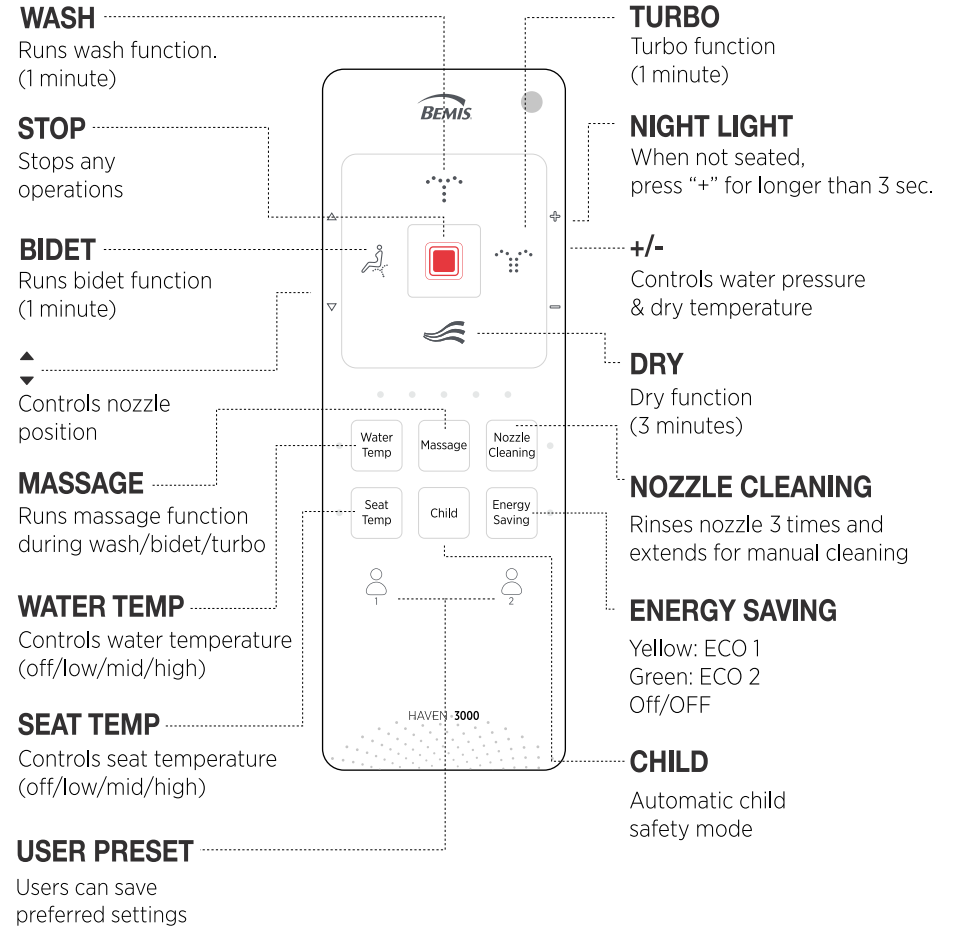 WASH
Runs wash function.
(1 minute)
STOP
Stops any
operations
BIDET
Runs bidet function
(1 minute)
Controls nozzle
position
MASSAGE
Runs massage function
during wash/bidet/turbo
WATER TEMP
Controls water temperature
(off/low/mid/high)
SEAT TEMP
Controls seat temperature
(off/low/mid/high)
USER PRESET
Users can save
preferred settings
BEMIS
Water
Temp
Massage
Nozzle
Cleaning
Seat
Temp
Child
Energy
Saving
1
2
HAVEN 3000
TURBO
Turbo function
(1 minute)
NIGHT LIGHT
When not seated,
press “+” for longer than 3 sec.
+/-
Controls water pressure
& dry temperature
DRY
Dry function
(3 minutes)
NOZZLE CLEANING
Rinses nozzle 3 times and
extends for manual cleaning
ENERGY SAVING
Yellow: ECO 1
Green: ECO 2
Off/OFF
CHILD
Automatic child
safety mode